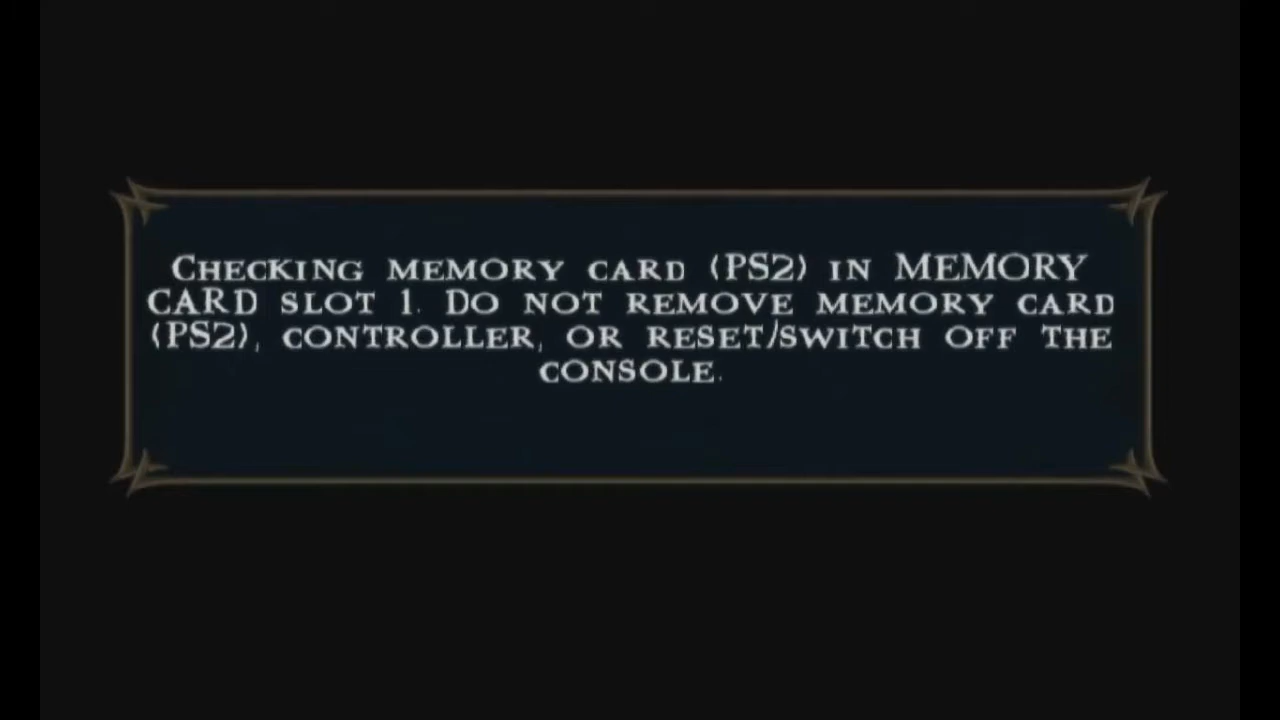 Checking memory card (PS2) in MEMORY
CARD slot 1. Do not remove memory card
(PS2), controller, or reset/switch off the
console.